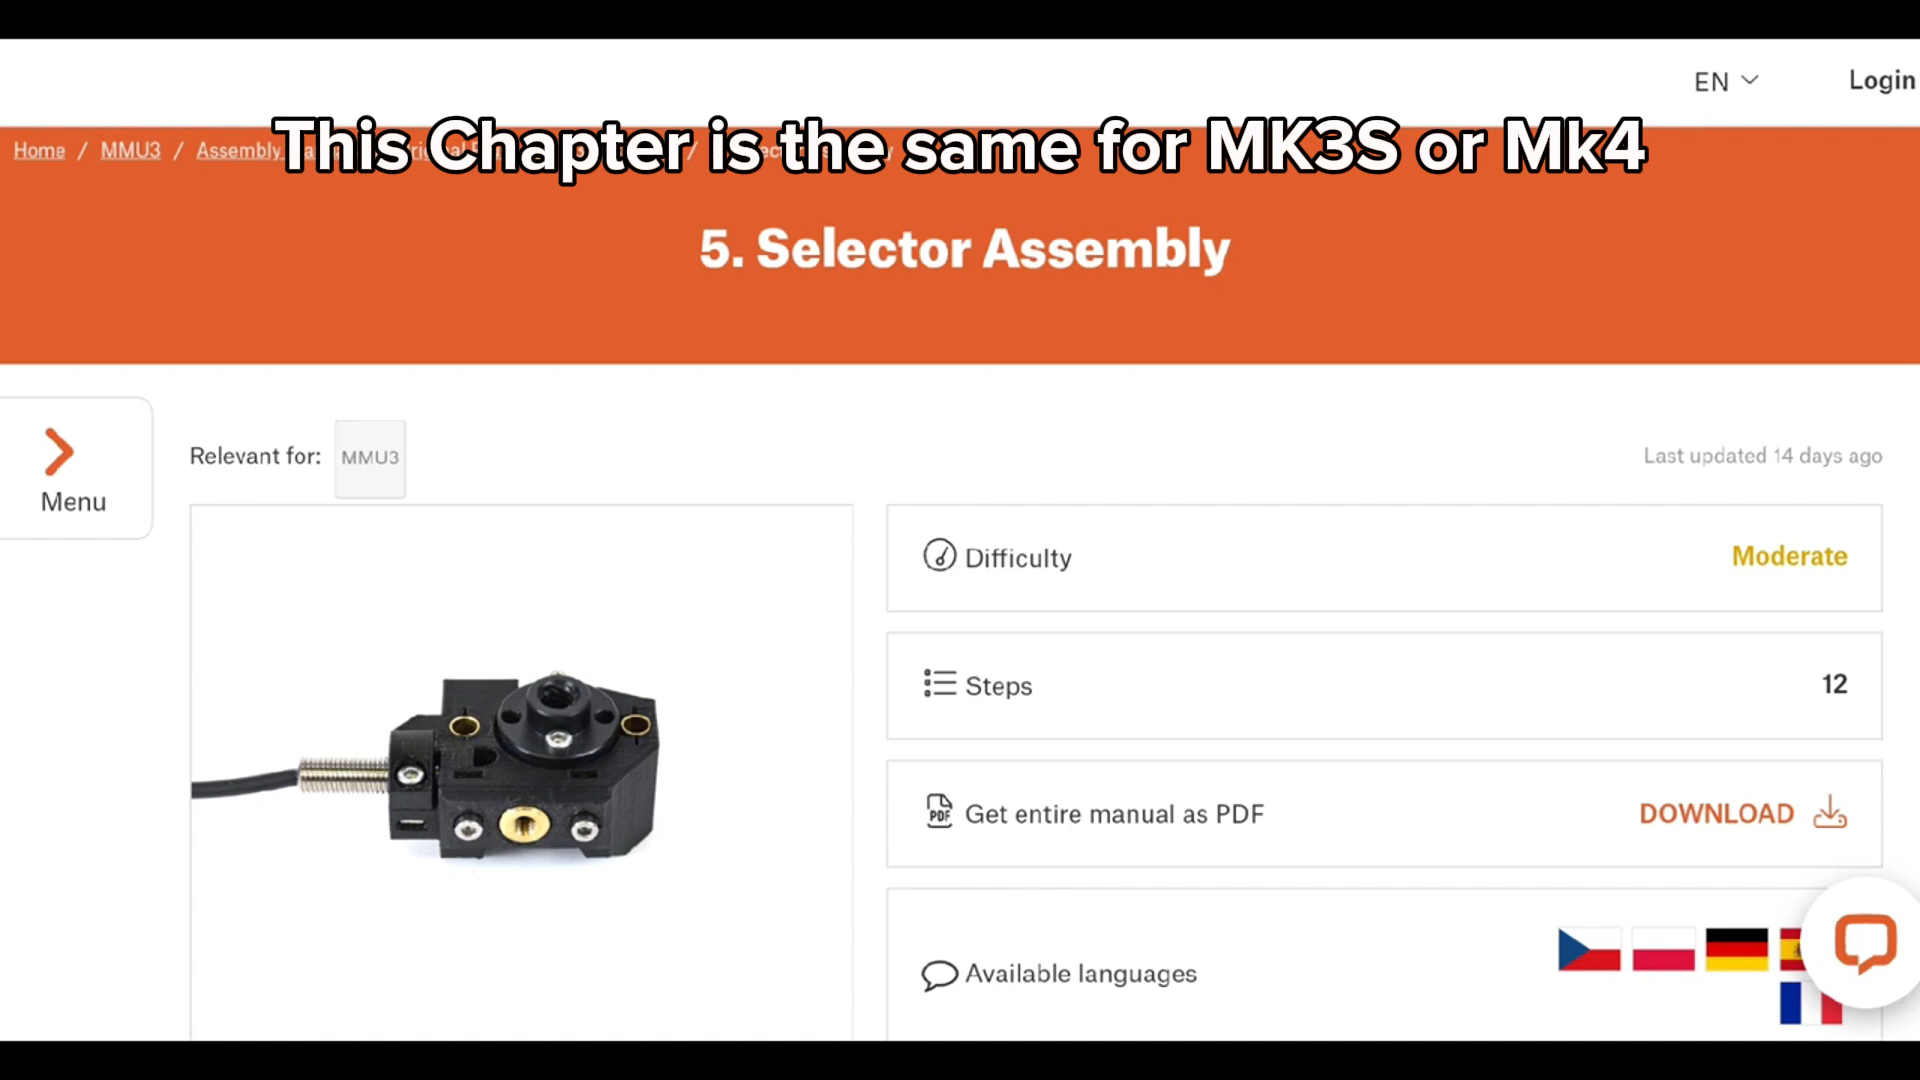 EN
Login
This Chapter is the same for MK3S or Mk4
Home / MMU3 / Assembly
5. Selector Assembly
Menu
Relevant for: MMU3
Last updated 14 days ago
Difficulty
Moderate
Steps
12
PDF
Get entire manual as PDF
DOWNLOAD
Available languages